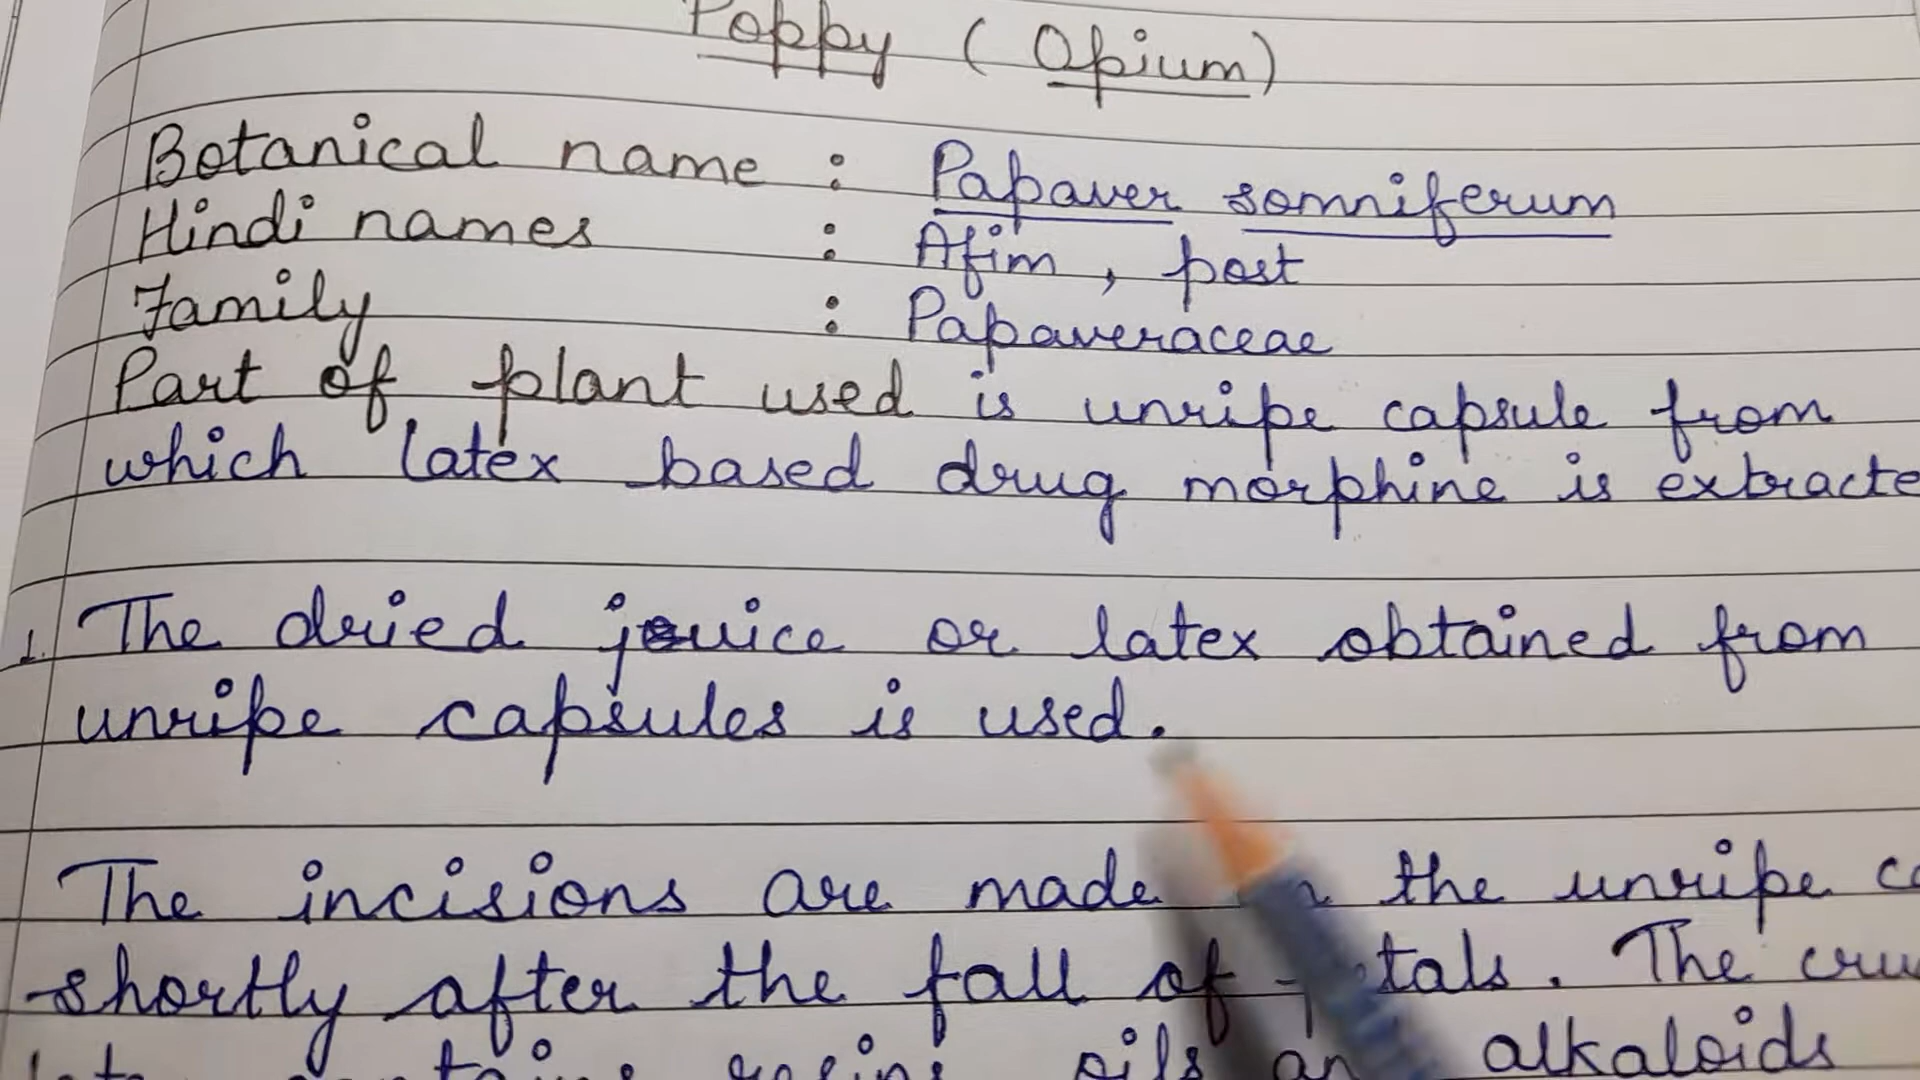 Poppy (Opium)
Botanical name : Papaver somniferum
Hindi names : Afim, post
Family : Papaveraceae
Part of plant used is unripe capsule from
which latex based drug morphine is extracte
1. The dried juice or latex obtained from
unripe capsules is used.
The incisions are made the unripe
shortly after the fall of . The
oils alkaloids